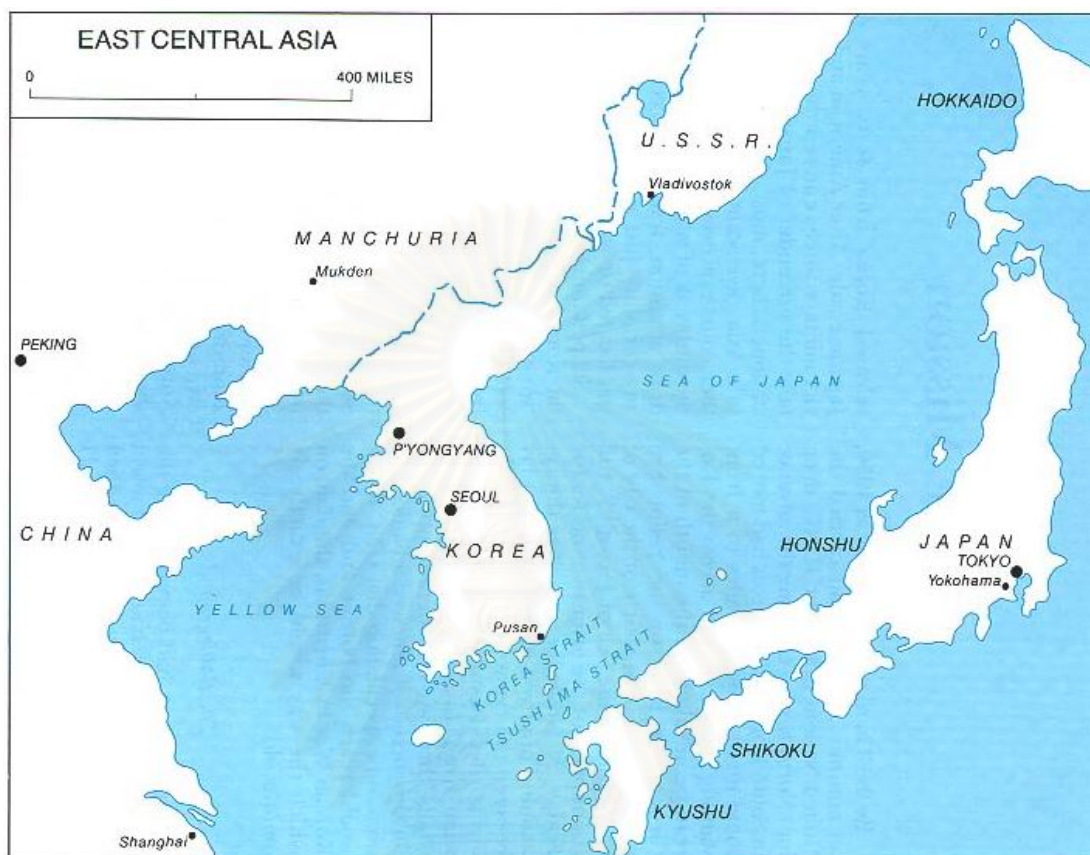 EAST CENTRAL ASIA
0 400 MILES
HOKKAIDO
U.S.S.R.
Vladivostok
MANCHURIA
Mukden
PEKING
SEA OF JAPAN
P'YONGYANG
SEOUL
CHINA
KOREA
HONSHU
JAPAN
TOKYO
Yokohama
YELLOW SEA
Pusan
KOREA STRAIT
TSUSHIMA STRAIT
SHIKOKU
KYUSHU
Shanghai